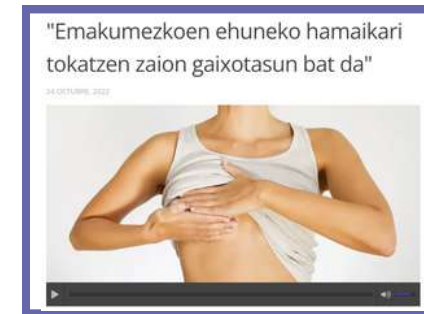 "Emakumezkoen ehuneko hamaikari
tokatzen zaion gaixotasun bat da"
24 OCTUBRE, 2022